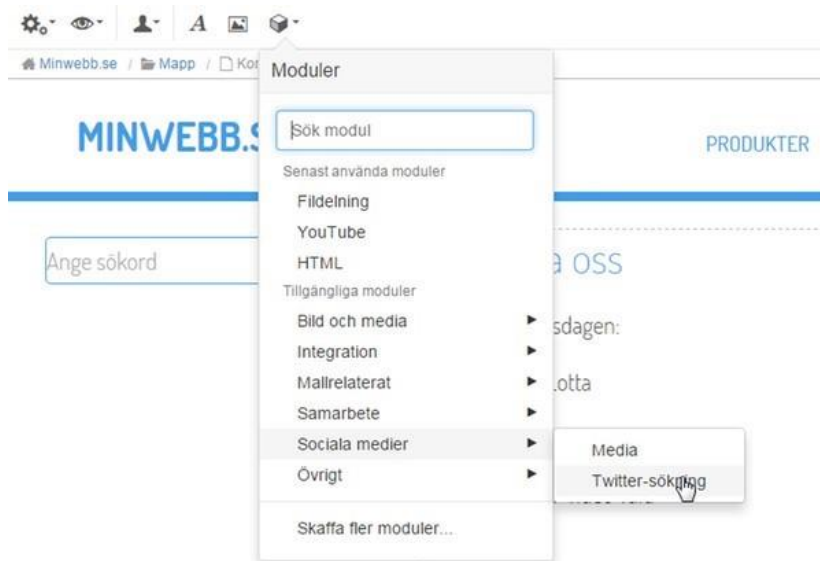 A
Minwebb.se / Mapp / Kor
Moduler
MINWEBB.S
PRODUKTER
Sök modul
Senast använda moduler
Fildelning
YouTube
HTML
Ange sökord
a oss
Tillgängliga moduler
Bild och media
sdagen:
Integration
Mallrelaterat
Lotta
Samarbete
Sociala medier
Media
Övrigt
Twitter-sökning
Skaffa fler moduler...